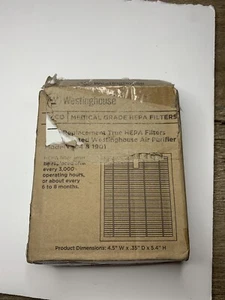 Westinghouse
MEDICAL GRADE HEPA FILTERS
Replacement True HEPA Filters
Westinghouse Air Purifier
1901
every 3,000
operating hours,
or about every
6 to 8 months.
Product Dimensions: 4.5" W x .35" D x 5.4" H